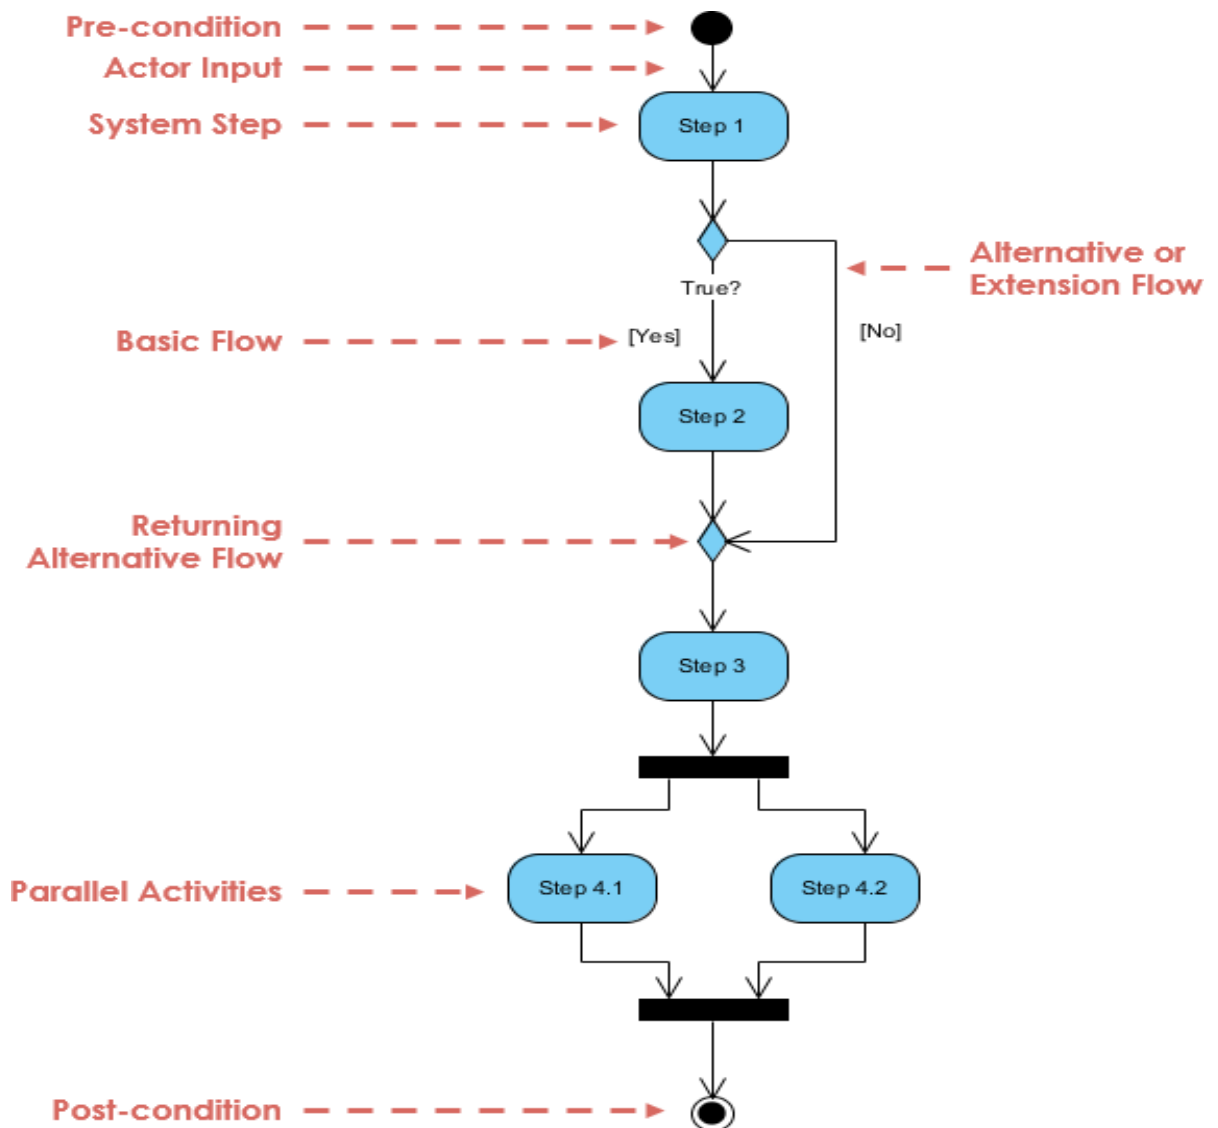 Pre-condition
Actor Input
System Step
Step 1
Alternative or
Extension Flow
True?
Basic Flow
[Yes]
[No]
Step 2
Returning
Alternative Flow
Step 3
Parallel Activities
Step 4.1
Step 4.2
Post-condition